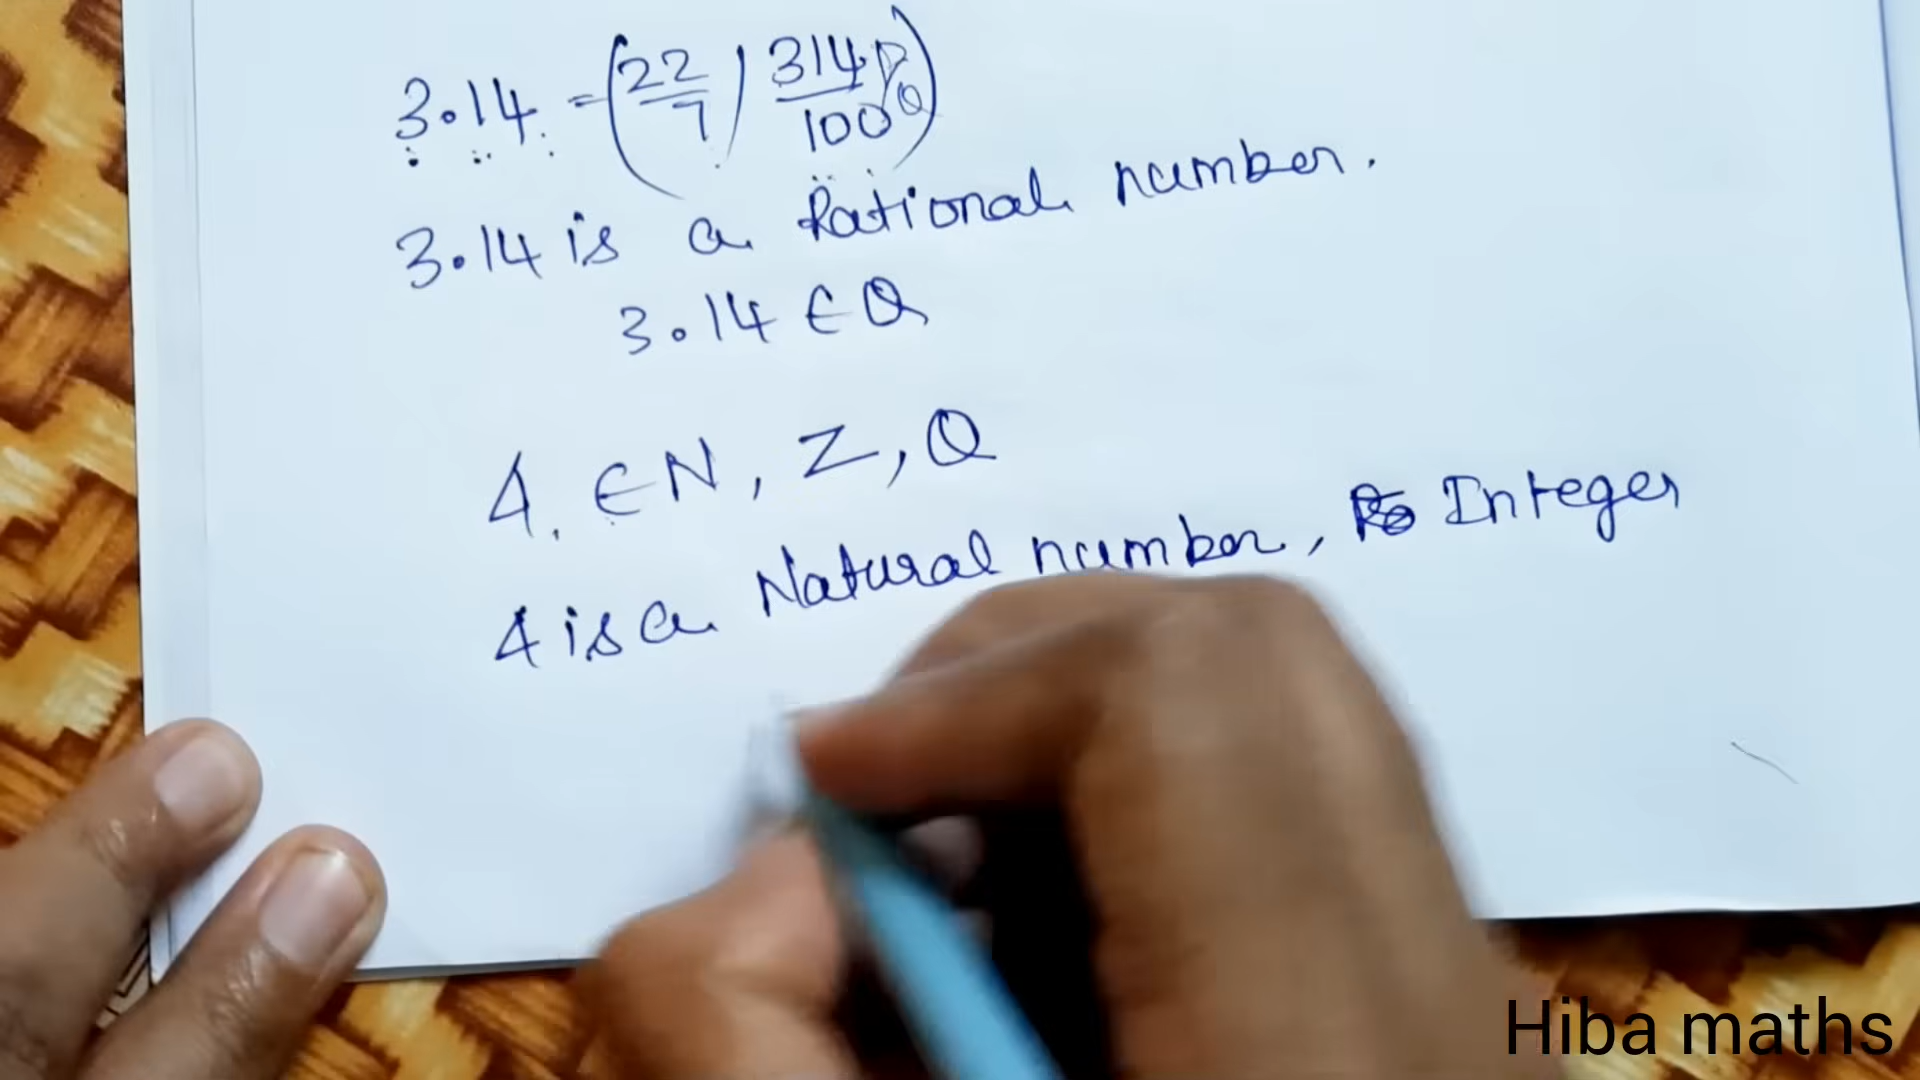 3.14 = (22/7, 314/100 P/Q)
3.14 is a Rational number.
3.14 ∈ Q
4. ∈ N, Z, Q
4 is a Natural number, Integer
Hiba maths